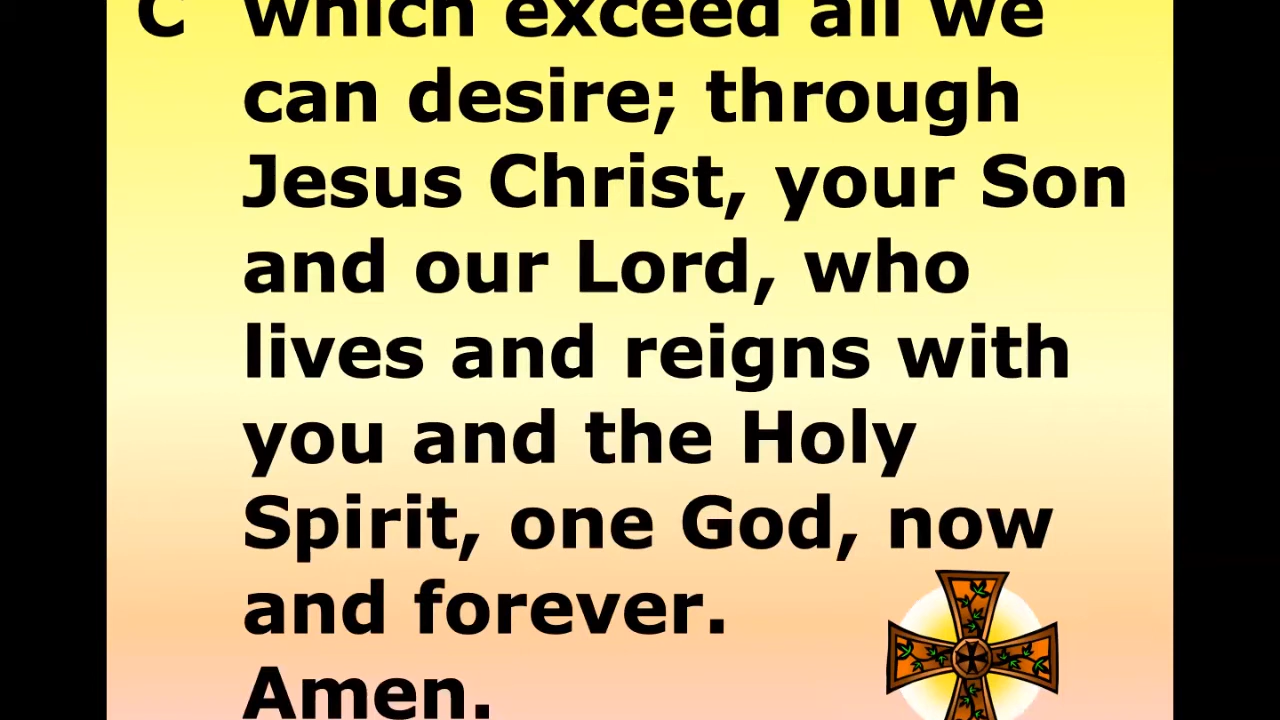 C which exceed all we
can desire; through
Jesus Christ, your Son
and our Lord, who
lives and reigns with
you and the Holy
Spirit, one God, now
and forever.
Amen.